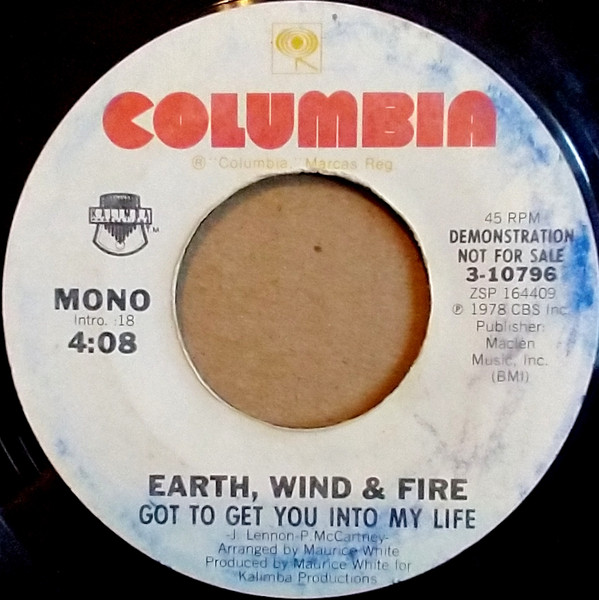 COLUMBIA
® "Columbia," Marcas Reg.
TM
MONO
Intro. :18
4:08
45 RPM
DEMONSTRATION
NOT FOR SALE
3-10796
ZSP 164409
℗ 1978 CBS Inc.
Publisher:
Maclen
Music, Inc.
(BMI)
EARTH, WIND & FIRE
GOT TO GET YOU INTO MY LIFE
-J. Lennon-P. McCartney-
Arranged by Maurice White
Produced by Maurice White for
Kalimba Productions